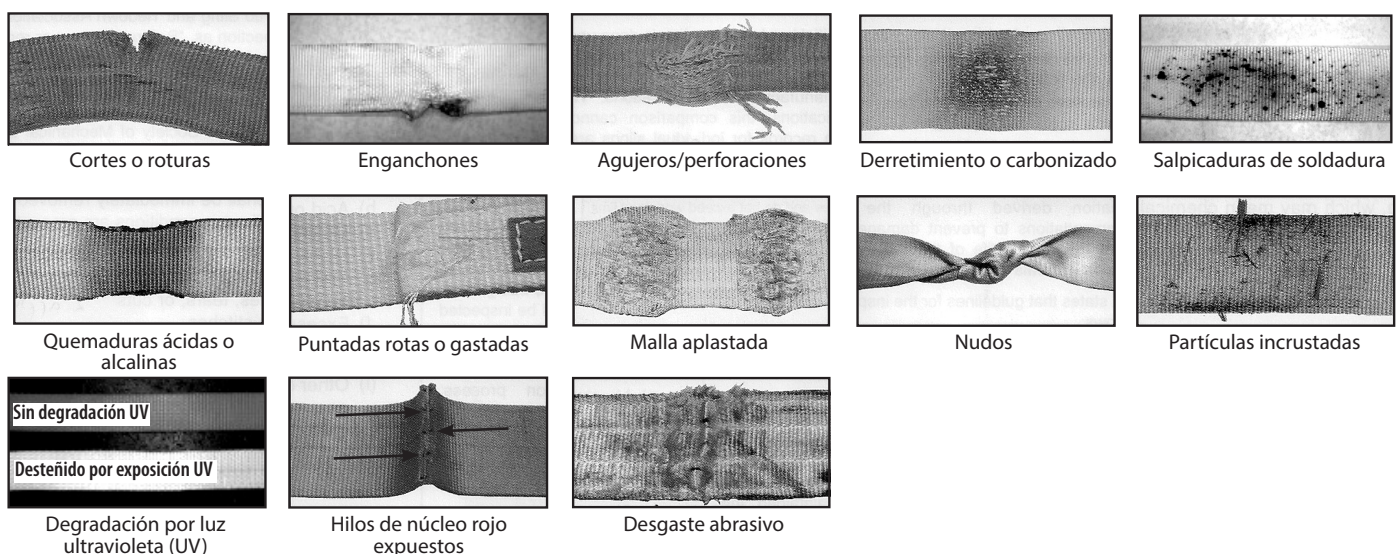 Cortes o roturas
Enganchones
Agujeros/perforaciones
Derretimiento o carbonizado
Salpicaduras de soldadura
Quemaduras ácidas o
alcalinas
Puntadas rotas o gastadas
Malla aplastada
Nudos
Partículas incrustadas
Sin degradación UV
Desteñido por exposición UV
Degradación por luz
ultravioleta (UV)
Hilos de núcleo rojo
expuestos
Desgaste abrasivo